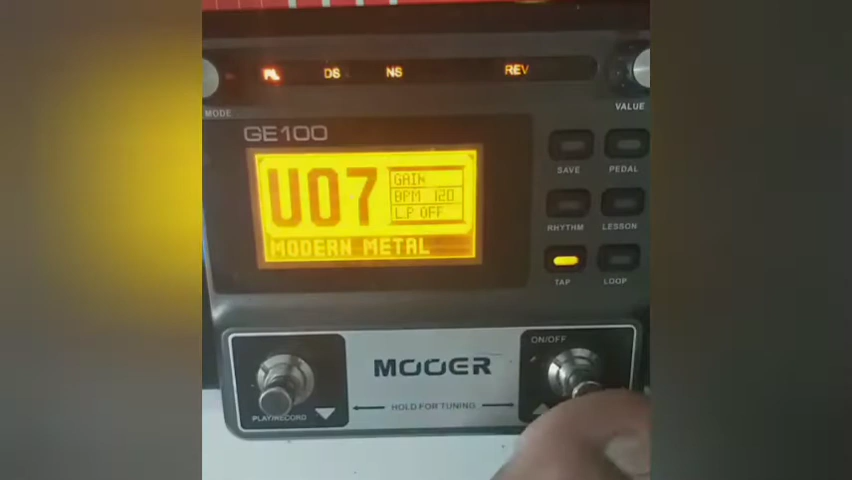 DS NS REV
MODE
VALUE
GE100
U07
GAIN
BPM 120
L.P OFF
MODERN METAL
SAVE PEDAL
RHYTHM LESSON
TAP LOOP
ON/OFF
MOOER
PLAY/RECORD
HOLD FOR TUNING